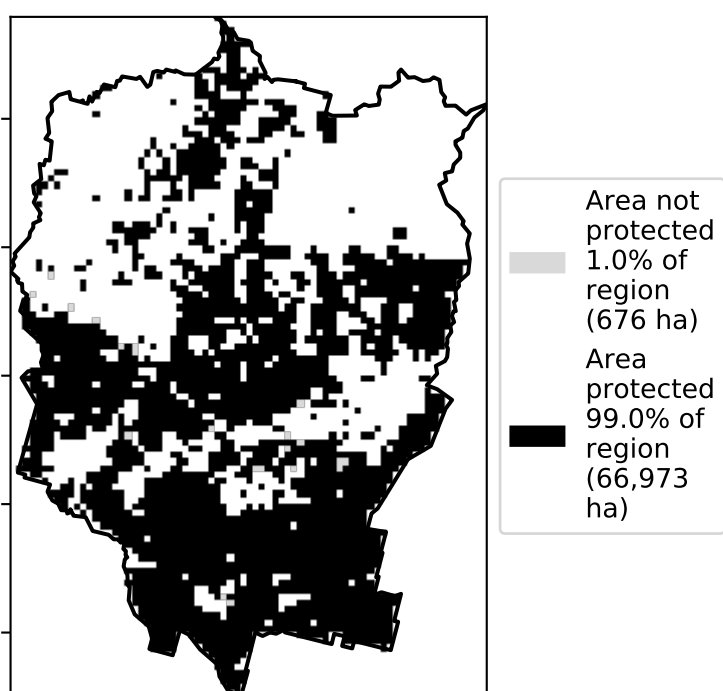 Area not
protected
1.0% of
region
(676 ha)
Area
protected
99.0% of
region
(66,973
ha)